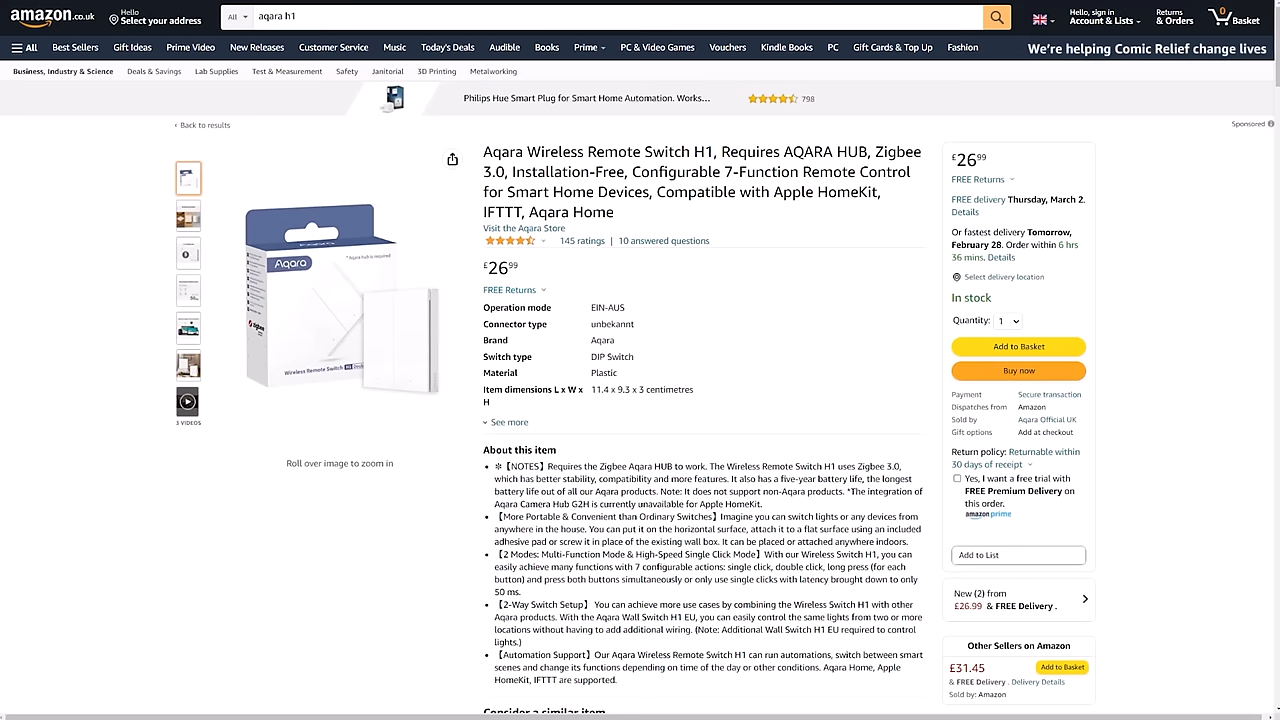 amazon.co.uk
Hello
Select your address
All
aqara h1
Hello, sign in
Account & Lists
Returns
& Orders
0
Basket
All
Best Sellers
Gift Ideas
Prime Video
New Releases
Customer Service
Music
Today's Deals
Audible
Books
Prime
PC & Video Games
Vouchers
Kindle Books
PC
Gift Cards & Top Up
Fashion
We're helping Comic Relief change lives
Business, Industry & Science
Deals & Savings
Lab Supplies
Test & Measurement
Safety
Janitorial
3D Printing
Metalworking
Philips Hue Smart Plug for Smart Home Automation. Works...
798
‹ Back to results
Sponsored
Aqara
* Aqara hub is required
Wireless Remote Switch H1
3 VIDEOS
Roll over image to zoom in
Aqara Wireless Remote Switch H1, Requires AQARA HUB, Zigbee
3.0, Installation-Free, Configurable 7-Function Remote Control
for Smart Home Devices, Compatible with Apple HomeKit,
IFTTT, Aqara Home
Visit the Aqara Store
145 ratings | 10 answered questions
£2699
FREE Returns
Operation mode EIN-AUS
Connector type unbekannt
Brand Aqara
Switch type DIP Switch
Material Plastic
Item dimensions L x W x 11.4 x 9.3 x 3 centimetres
H
See more
About this item
• ※【NOTES】Requires the Zigbee Aqara HUB to work. The Wireless Remote Switch H1 uses Zigbee 3.0,
which has better stability, compatibility and more features. It also has a five-year battery life, the longest
battery life out of all our Aqara products. Note: It does not support non-Aqara products. *The integration of
Aqara Camera Hub G2H is currently unavailable for Apple HomeKit.
• 【More Portable & Convenient than Ordinary Switches】Imagine you can switch lights or any devices from
anywhere in the house. You can put it on the horizontal surface, attach it to a flat surface using an included
adhesive pad or screw it in place of the existing wall box. It can be placed or attached anywhere indoors.
• 【2 Modes: Multi-Function Mode & High-Speed Single Click Mode】With our Wireless Switch H1, you can
easily achieve many functions with 7 configurable actions: single click, double click, long press (for each
button) and press both buttons simultaneously or only use single clicks with latency brought down to only
50 ms.
• 【2-Way Switch Setup】 You can achieve more use cases by combining the Wireless Switch H1 with other
Aqara products. With the Aqara Wall Switch H1 EU, you can easily control the same lights from two or more
locations without having to add additional wiring. (Note: Additional Wall Switch H1 EU required to control
lights.)
• 【Automation Support】Our Aqara Wireless Remote Switch H1 can run automations, switch between smart
scenes and change its functions depending on time of the day or other conditions. Aqara Home, Apple
HomeKit, IFTTT are supported.
Consider a similar item
£2699
FREE Returns
FREE delivery Thursday, March 2.
Details
Or fastest delivery Tomorrow,
February 28. Order within 6 hrs
36 mins. Details
Select delivery location
In stock
Quantity: 1
Add to Basket
Buy now
Payment Secure transaction
Dispatches from Amazon
Sold by Aqara Official UK
Gift options Add at checkout
Return policy: Returnable within
30 days of receipt
Yes, I want a free trial with
FREE Premium Delivery on
this order.
amazon prime
Add to List
New (2) from
£26.99 & FREE Delivery .
Other Sellers on Amazon
£31.45
Add to Basket
& FREE Delivery . Delivery Details
Sold by: Amazon